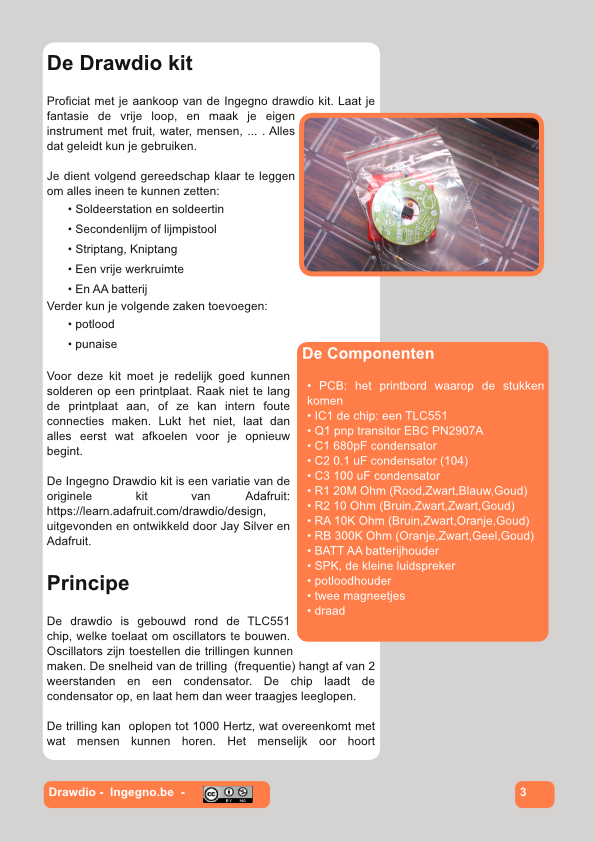 De Drawdio kit
Proficiat met je aankoop van de Ingegno drawdio kit. Laat je
fantasie de vrije loop, en maak je eigen
instrument met fruit, water, mensen, ... . Alles
dat geleidt kun je gebruiken.
Je dient volgend gereedschap klaar te leggen
om alles ineen te kunnen zetten:
• Soldeerstation en soldeertin
• Secondenlijm of lijmpistool
• Striptang, Kniptang
• Een vrije werkruimte
• En AA batterij
Verder kun je volgende zaken toevoegen:
• potlood
• punaise
Voor deze kit moet je redelijk goed kunnen
solderen op een printplaat. Raak niet te lang
de printplaat aan, of ze kan intern foute
connecties maken. Lukt het niet, laat dan
alles eerst wat afkoelen voor je opnieuw
begint.
De Ingegno Drawdio kit is een variatie van de
originele kit van Adafruit:
https://learn.adafruit.com/drawdio/design,
uitgevonden en ontwikkeld door Jay Silver en
Adafruit.
Principe
De drawdio is gebouwd rond de TLC551
chip, welke toelaat om oscillators te bouwen.
Oscillators zijn toestellen die trillingen kunnen
maken. De snelheid van de trilling (frequentie) hangt af van 2
weerstanden en een condensator. De chip laadt de
condensator op, en laat hem dan weer traagjes leeglopen.
De trilling kan oplopen tot 1000 Hertz, wat overeenkomt met
wat mensen kunnen horen. Het menselijk oor hoort
De Componenten
• PCB: het printbord waarop de stukken
komen
• IC1 de chip: een TLC551
• Q1 pnp transitor EBC PN2907A
• C1 680pF condensator
• C2 0.1 uF condensator (104)
• C3 100 uF condensator
• R1 20M Ohm (Rood,Zwart,Blauw,Goud)
• R2 10 Ohm (Bruin,Zwart,Zwart,Goud)
• RA 10K Ohm (Bruin,Zwart,Oranje,Goud)
• RB 300K Ohm (Oranje,Zwart,Geel,Goud)
• BATT AA batterijhouder
• SPK, de kleine luidspreker
• potloodhouder
• twee magneetjes
• draad
Drawdio - Ingegno.be -
cc BY NC
3